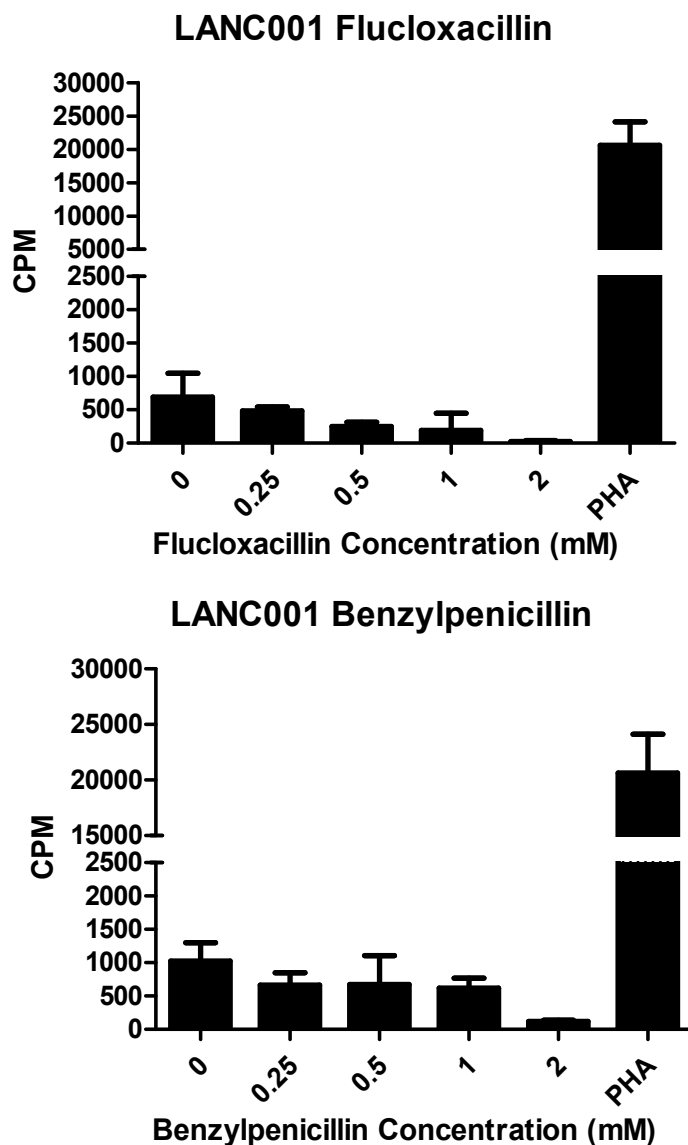 LANC001 Flucloxacillin
30000
25000
20000
15000
10000
5000
2500
2000
1500
1000
500
0
CPM
0 0.25 0.5 1 2 PHA
Flucloxacillin Concentration (mM)
LANC001 Benzylpenicillin
30000
25000
20000
15000
2500
2000
1500
1000
500
0
CPM
0 0.25 0.5 1 2 PHA
Benzylpenicillin Concentration (mM)